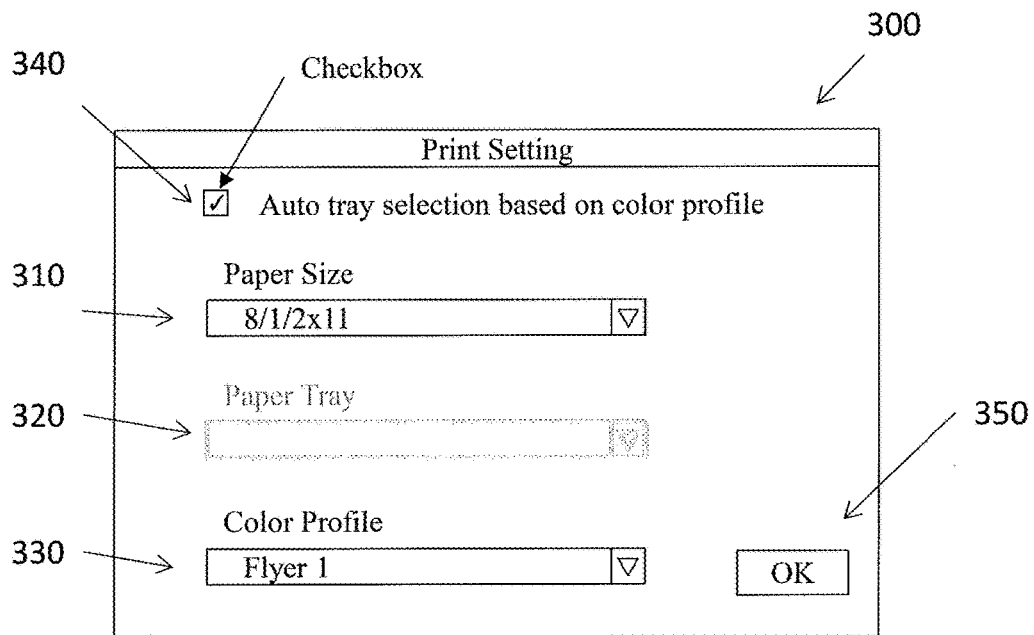 300
340
Checkbox
Print Setting
✓ Auto tray selection based on color profile
310
Paper Size
8/1/2x11
Paper Tray
320
350
Color Profile
330
Flyer 1
OK